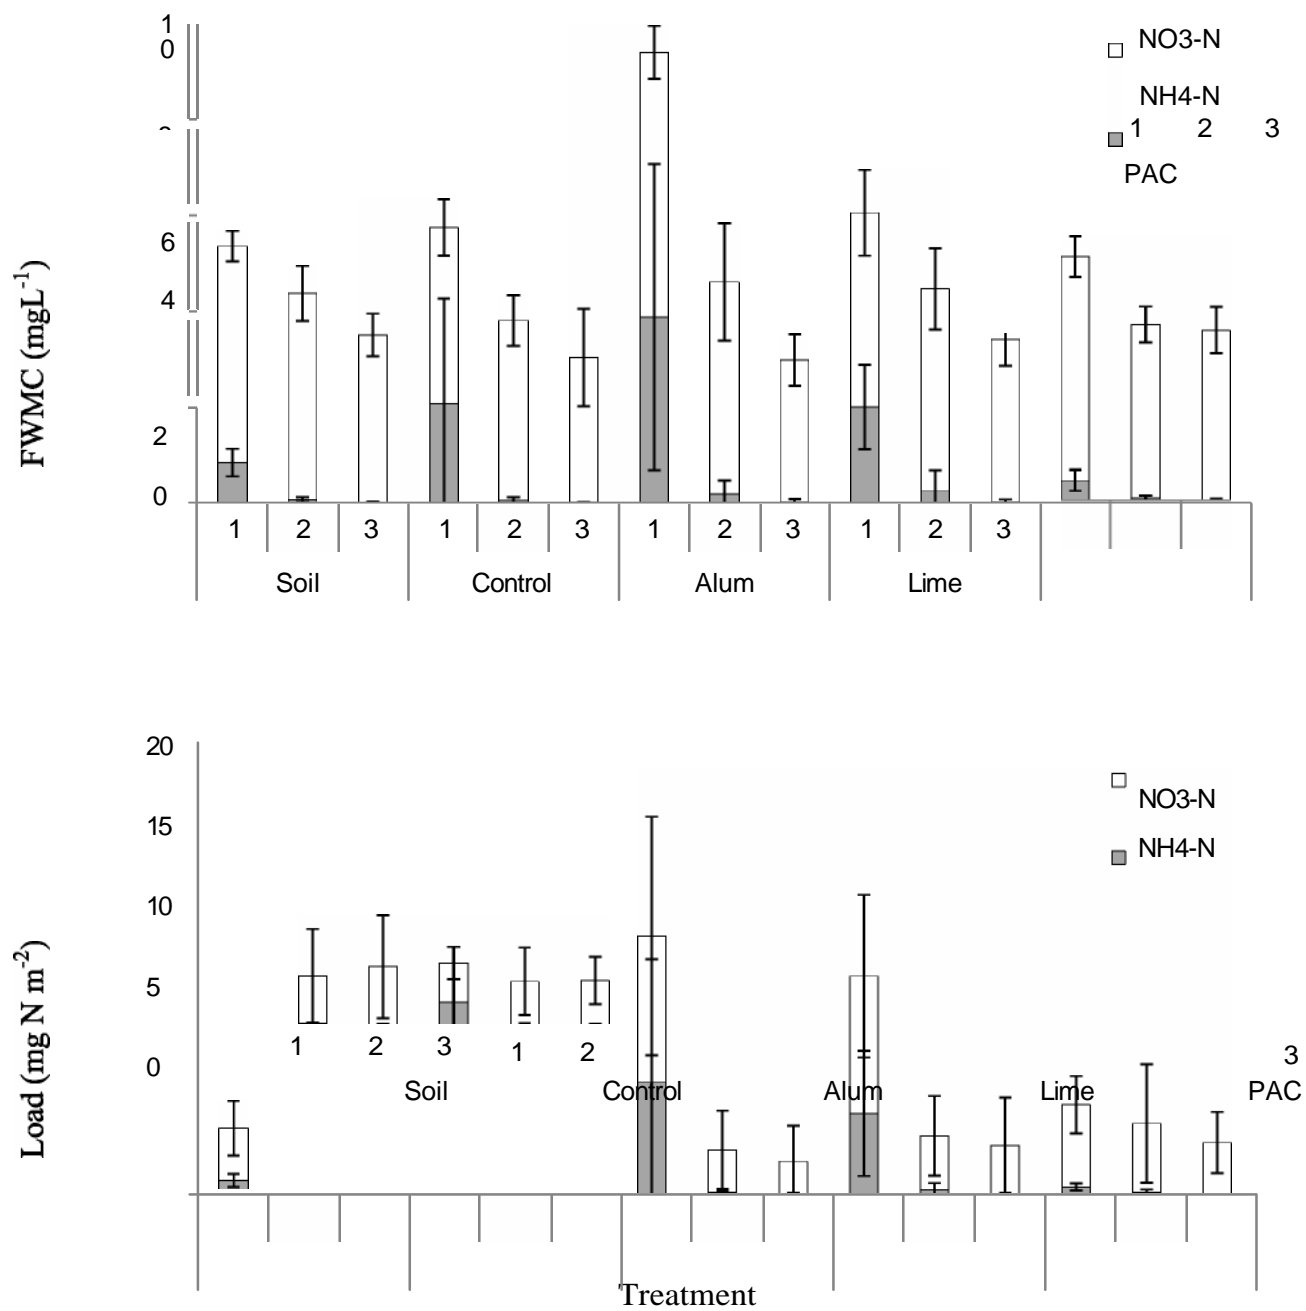 1
0
NO3-N
NH4-N
1 2 3
PAC
6
4
2
0
FWMC (mgL-1)
1 2 3 1 2 3 1 2 3 1 2 3
Soil Control Alum Lime
20
15
10
5
0
NO3-N
NH4-N
Load (mg N m-2)
1 2 3 1 2 3
Soil Control Alum Lime PAC
Treatment